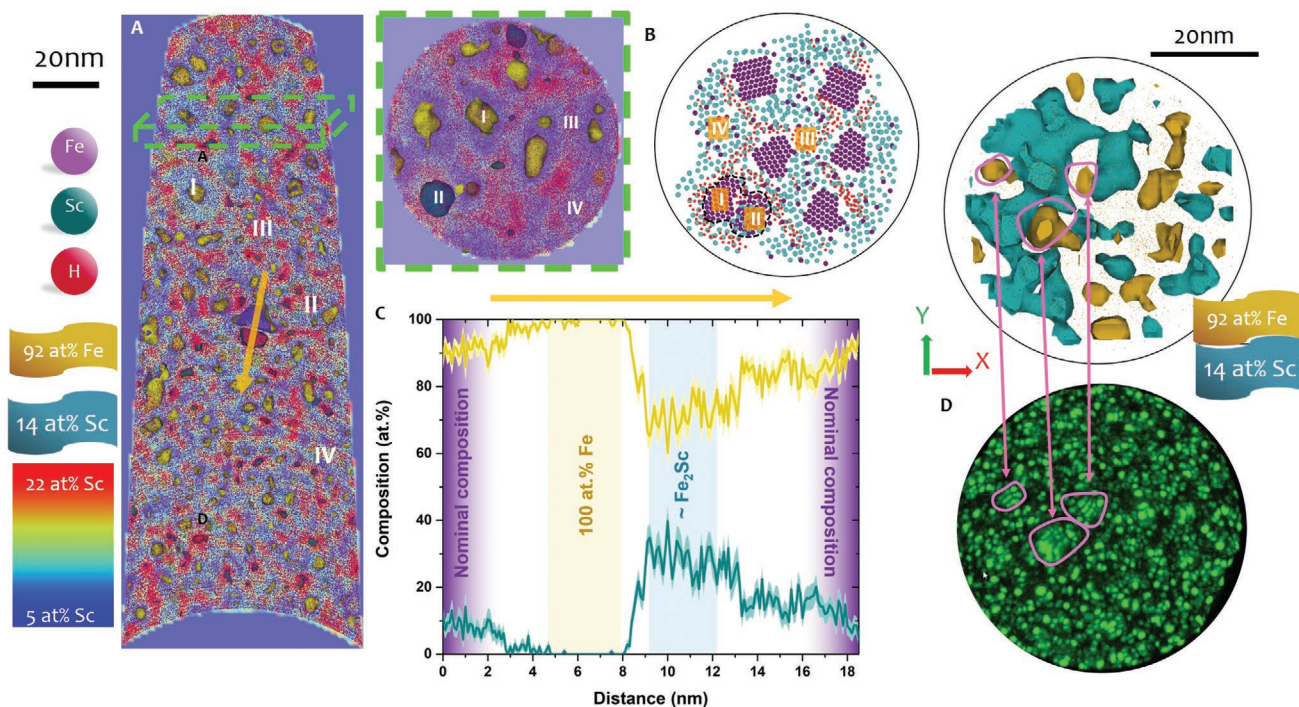 A
20nm
Fe
Sc
H
92 at% Fe
14 at% Sc
22 at% Sc
5 at% Sc
A
I
III
II
IV
D
I
III
II
IV
B
IV
III
I
II
20nm
92 at% Fe
14 at% Sc
Y
X
C
Composition (at.%)
100
80
60
40
20
0
Nominal composition
100 at.% Fe
~ Fe₂Sc
Nominal composition
0 2 4 6 8 10 12 14 16 18
Distance (nm)
D